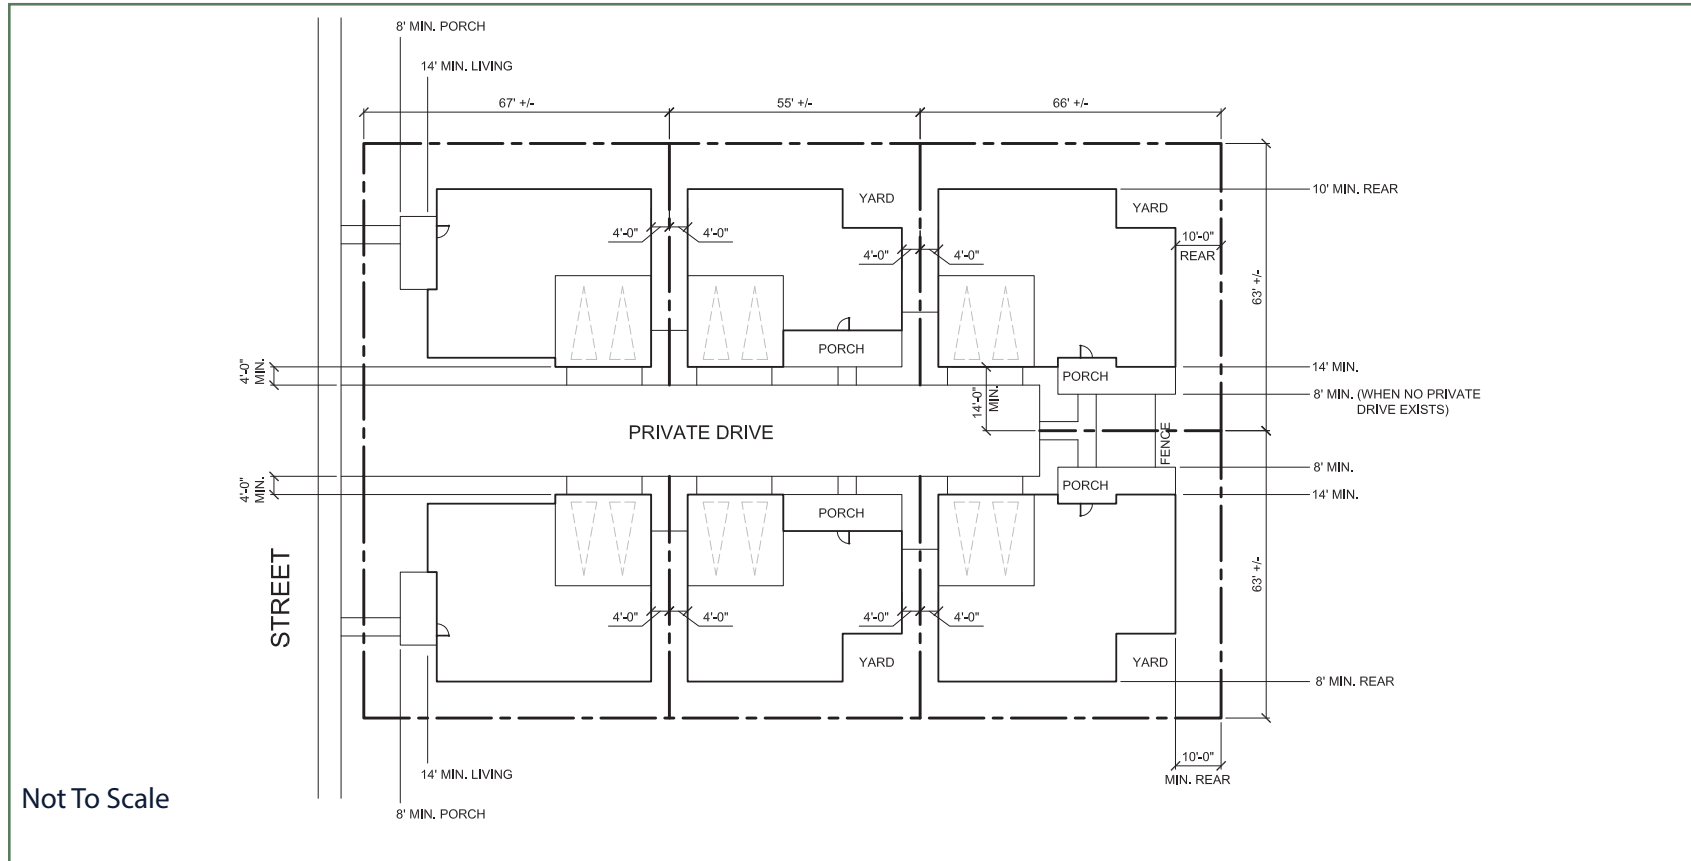 8' MIN. PORCH
14' MIN. LIVING
67' +/-
55' +/-
66' +/-
10' MIN. REAR
YARD
YARD
4'-0"
4'-0"
4'-0"
4'-0"
10'-0"
REAR
63' +/-
PORCH
4'-0"
MIN.
14'-0"
MIN.
PORCH
14' MIN.
8' MIN. (WHEN NO PRIVATE
DRIVE EXISTS)
PRIVATE DRIVE
FENCE
8' MIN.
4'-0"
MIN.
PORCH
14' MIN.
PORCH
STREET
63' +/-
4'-0"
4'-0"
4'-0"
4'-0"
YARD
YARD
8' MIN. REAR
10'-0"
MIN. REAR
14' MIN. LIVING
8' MIN. PORCH
Not To Scale